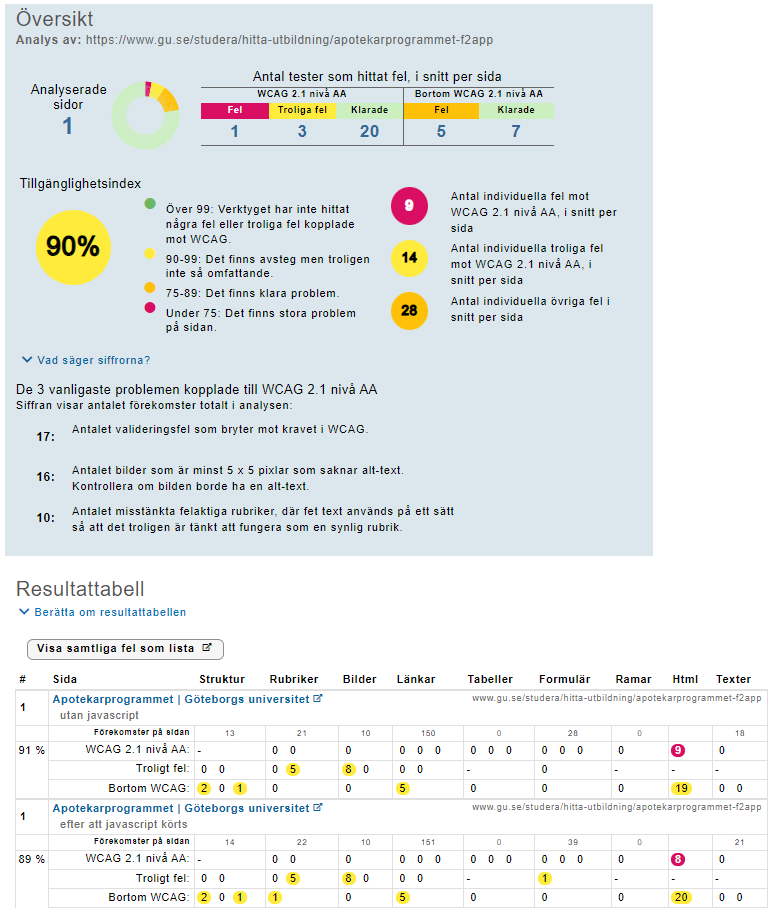 Översikt
Analys av: https://www.gu.se/studera/hitta-utbildning/apotekarprogrammet-f2app
Analyserade
sidor
1
Antal tester som hittat fel, i snitt per sida
WCAG 2.1 nivå AA Bortom WCAG 2.1 nivå AA
Fel Troliga fel Klarade Fel Klarade
1 3 20 5 7
Tillgänglighetsindex
90%
Över 99: Verktyget har inte hittat
några fel eller troliga fel kopplade
mot WCAG.
90-99: Det finns avsteg men troligen
inte så omfattande.
75-89: Det finns klara problem.
Under 75: Det finns stora problem
på sidan.
9 Antal individuella fel mot
WCAG 2.1 nivå AA, i snitt per
sida
14 Antal individuella troliga fel
mot WCAG 2.1 nivå AA, i
snitt per sida
28 Antal individuella övriga fel i
snitt per sida
Vad säger siffrorna?
De 3 vanligaste problemen kopplade till WCAG 2.1 nivå AA
Siffran visar antalet förekomster totalt i analysen:
17: Antalet valideringsfel som bryter mot kravet i WCAG.
16: Antalet bilder som är minst 5 x 5 pixlar som saknar alt-text.
Kontrollera om bilden borde ha en alt-text.
10: Antalet misstänkta felaktiga rubriker, där fet text används på ett sätt
så att det troligen är tänkt att fungera som en synlig rubrik.
Resultattabell
Berätta om resultattabellen
Visa samtliga fel som lista
# Sida Struktur Rubriker Bilder Länkar Tabeller Formulär Ramar Html Texter
1 Apotekarprogrammet | Göteborgs universitet www.gu.se/studera/hitta-utbildning/apotekarprogrammet-f2app
utan javascript
Förekomster på sidan 13 21 10 150 0 28 0 18
91 % WCAG 2.1 nivå AA: - 0 0 0 0 0 0 0 0 0 0 0 0 0 9 0
Troligt fel: 0 0 0 5 8 0 0 0 - 0 - - -
Bortom WCAG: 2 0 1 0 0 5 0 0 0 19 0 0
1 Apotekarprogrammet | Göteborgs universitet www.gu.se/studera/hitta-utbildning/apotekarprogrammet-f2app
efter att javascript körts
Förekomster på sidan 14 22 10 151 0 39 0 21
89 % WCAG 2.1 nivå AA: - 0 0 0 0 0 0 0 0 0 0 0 0 0 8 0
Troligt fel: 0 0 0 5 8 0 0 0 - 1 - - -
Bortom WCAG: 2 0 1 1 0 5 0 0 0 20 0 0